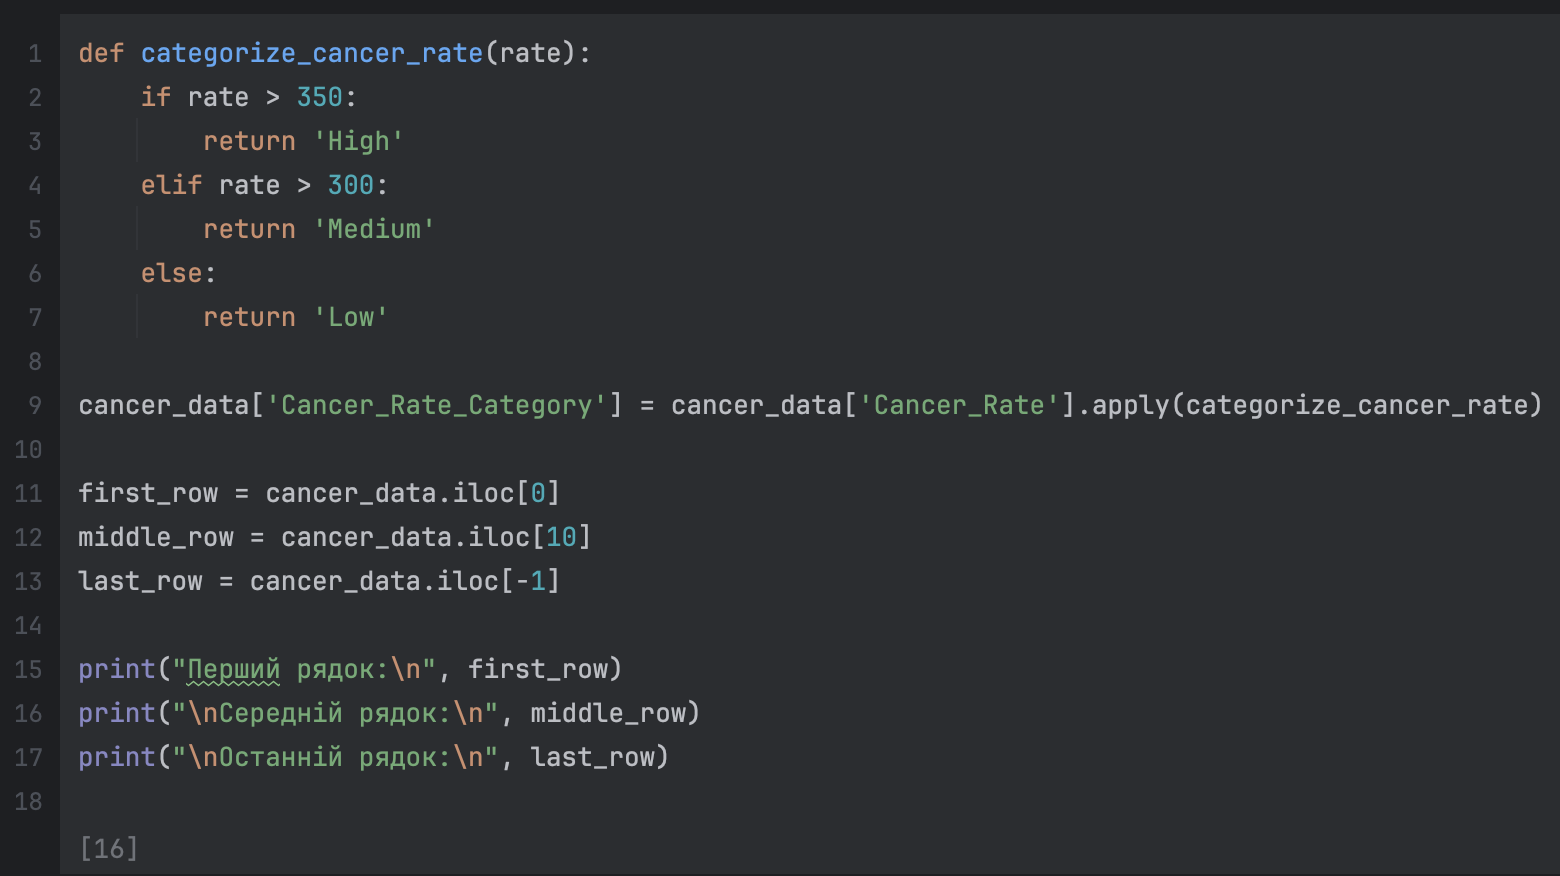 1 def categorize_cancer_rate(rate):
2     if rate > 350:
3         return 'High'
4     elif rate > 300:
5         return 'Medium'
6     else:
7         return 'Low'
8
9 cancer_data['Cancer_Rate_Category'] = cancer_data['Cancer_Rate'].apply(categorize_cancer_rate)
10
11 first_row = cancer_data.iloc[0]
12 middle_row = cancer_data.iloc[10]
13 last_row = cancer_data.iloc[-1]
14
15 print("Перший рядок:\n", first_row)
16 print("\nСередній рядок:\n", middle_row)
17 print("\nОстанній рядок:\n", last_row)
18
[16]